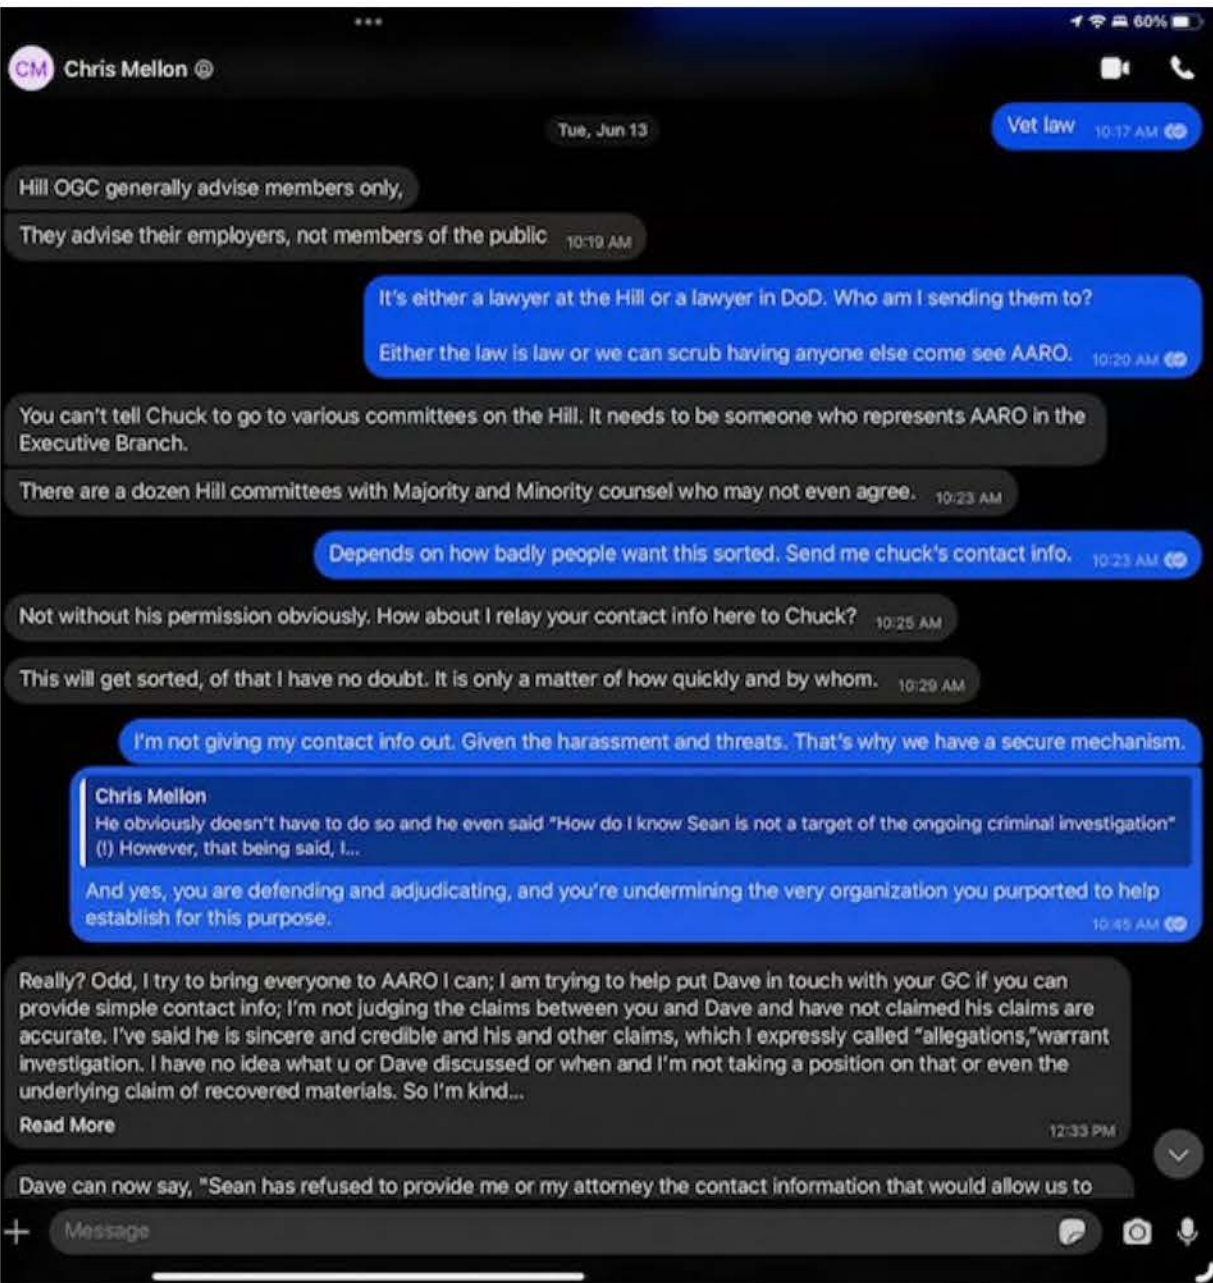 60%
CM
Chris Mellon
Vet law 10:17 AM
Tue, Jun 13
Hill OGC generally advise members only,
They advise their employers, not members of the public 10:19 AM
It's either a lawyer at the Hill or a lawyer in DoD. Who am I sending them to?
Either the law is law or we can scrub having anyone else come see AARO. 10:20 AM
You can't tell Chuck to go to various committees on the Hill. It needs to be someone who represents AARO in the
Executive Branch.
There are a dozen Hill committees with Majority and Minority counsel who may not even agree. 10:23 AM
Depends on how badly people want this sorted. Send me chuck's contact info. 10:23 AM
Not without his permission obviously. How about I relay your contact info here to Chuck? 10:25 AM
This will get sorted, of that I have no doubt. It is only a matter of how quickly and by whom. 10:29 AM
I'm not giving my contact info out. Given the harassment and threats. That's why we have a secure mechanism.
Chris Mellon
He obviously doesn't have to do so and he even said "How do I know Sean is not a target of the ongoing criminal investigation"
(!) However, that being said, I...
And yes, you are defending and adjudicating, and you're undermining the very organization you purported to help
establish for this purpose. 10:45 AM
Really? Odd, I try to bring everyone to AARO I can; I am trying to help put Dave in touch with your GC if you can
provide simple contact info; I'm not judging the claims between you and Dave and have not claimed his claims are
accurate. I've said he is sincere and credible and his and other claims, which I expressly called "allegations,"warrant
investigation. I have no idea what u or Dave discussed or when and I'm not taking a position on that or even the
underlying claim of recovered materials. So I'm kind...
Read More 12:33 PM
Dave can now say, "Sean has refused to provide me or my attorney the contact information that would allow us to
Message